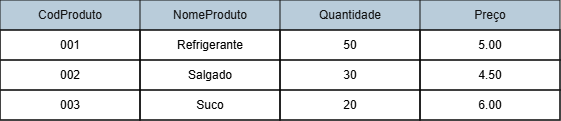 CodProduto NomeProduto Quantidade Preço
001 Refrigerante 50 5.00
002 Salgado 30 4.50
003 Suco 20 6.00